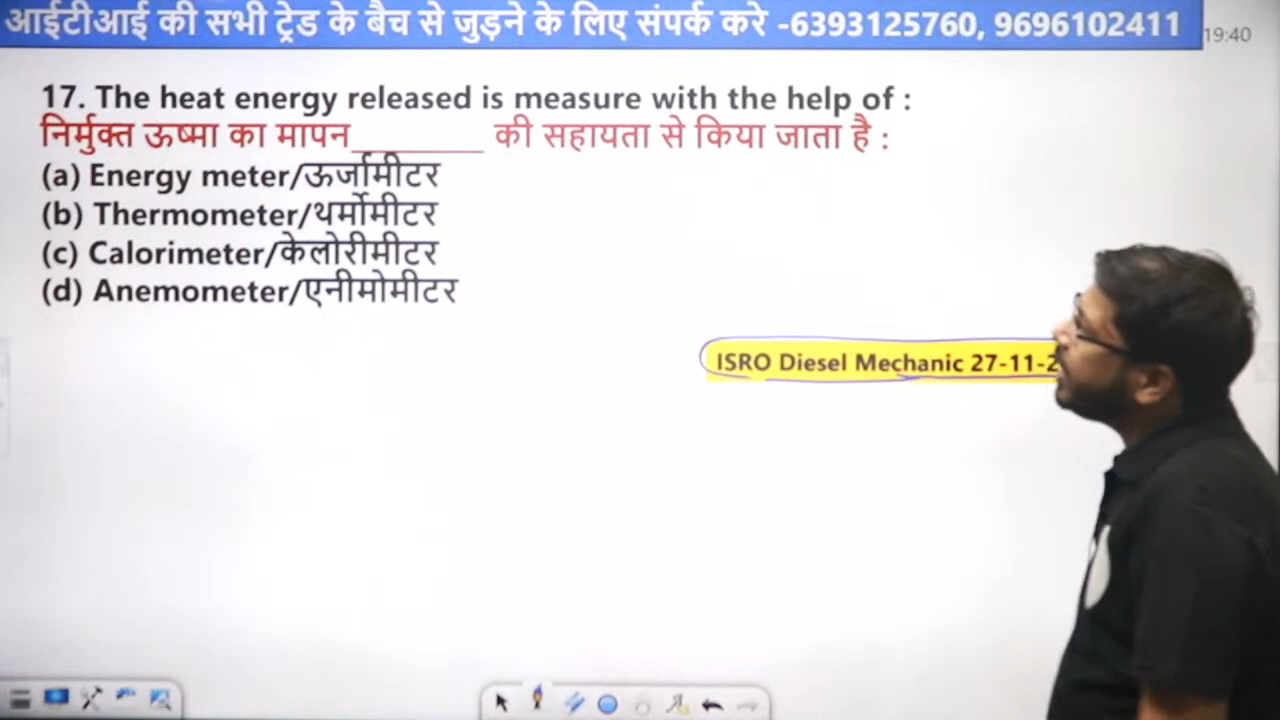 आईटीआई की सभी ट्रेड के बैच से जुड़ने के लिए संपर्क करे -6393125760, 9696102411
19:40
17. The heat energy released is measure with the help of :
निर्मुक्त ऊष्मा का मापन________ की सहायता से किया जाता है :
(a) Energy meter/ऊर्जामीटर
(b) Thermometer/थर्मोमीटर
(c) Calorimeter/केलोरीमीटर
(d) Anemometer/एनीमोमीटर
ISRO Diesel Mechanic 27-11-2